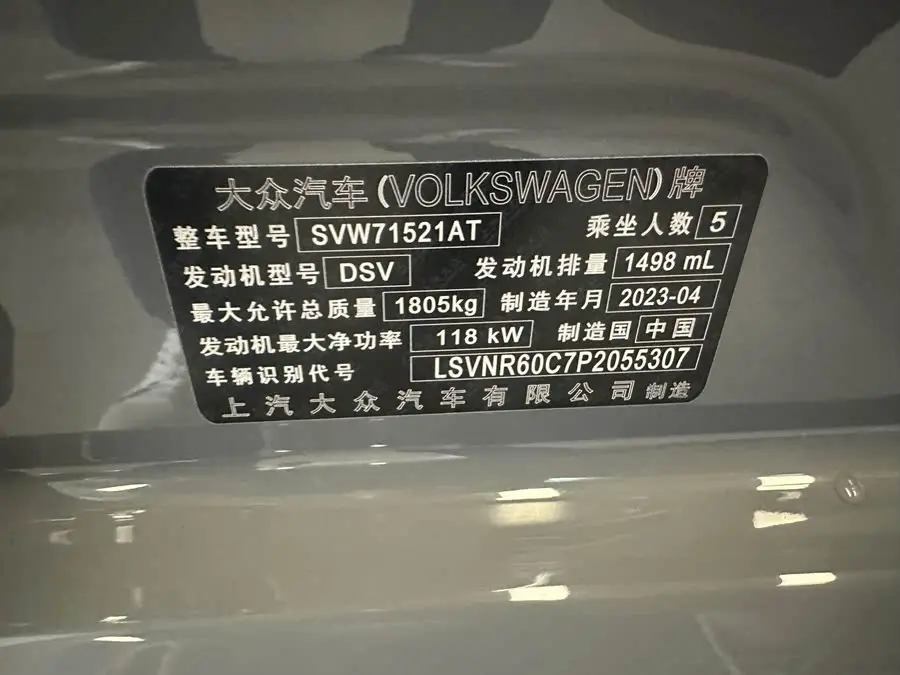 大众汽车(VOLKSWAGEN)牌
整车型号 SVW71521AT 乘坐人数 5
发动机型号 DSV 发动机排量 1498 mL
最大允许总质量 1805kg 制造年月 2023-04
发动机最大净功率 118 kW 制造国 中国
车辆识别代号 LSVNR60C7P2055307
上汽大众汽车有限公司 制造